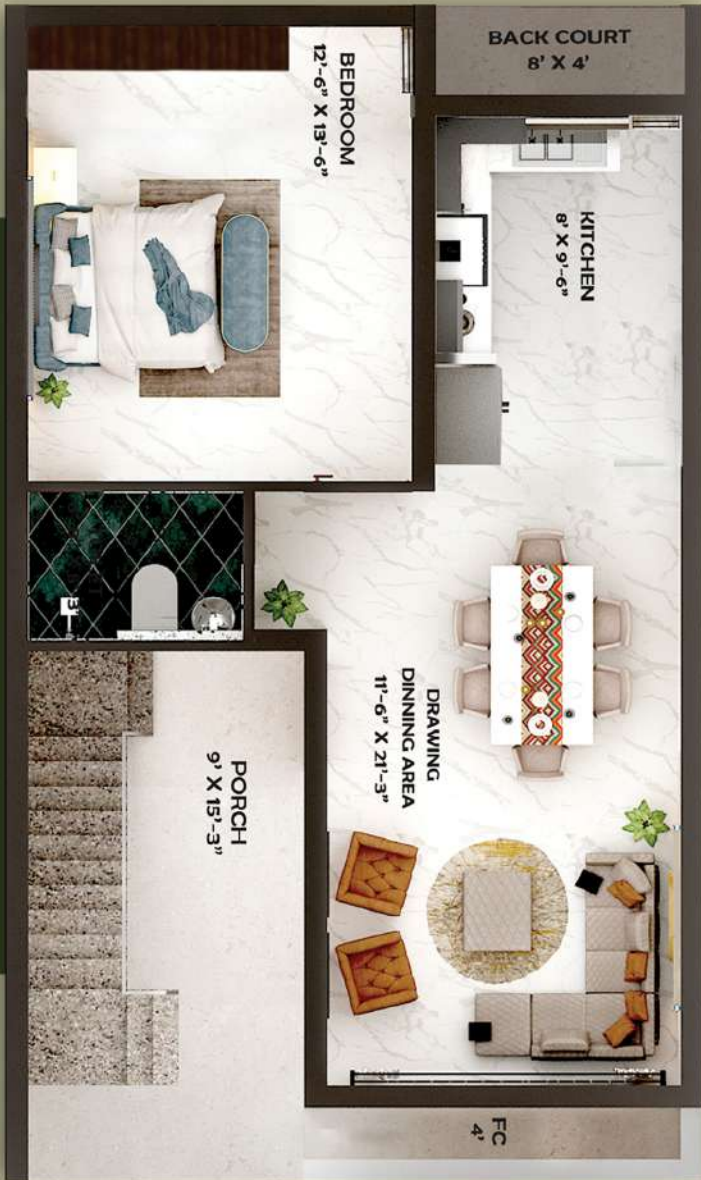 BACK COURT
8' X 4'
BEDROOM
12'-6" X 13'-6"
KITCHEN
8' X 9'-6"
DRAWING
DINNING AREA
11'-6" X 21'-3"
PORCH
9' X 15'-3"
FC
4'